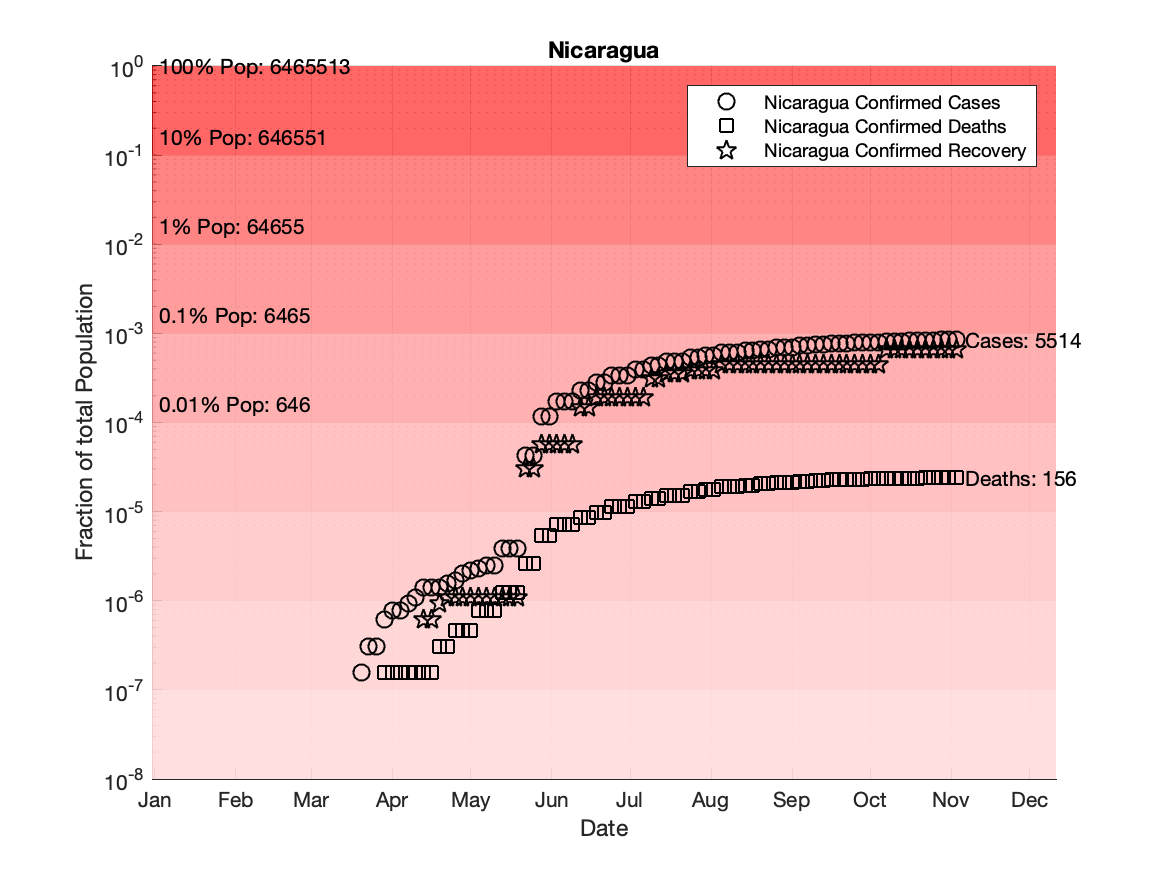 Nicaragua
10^0
10^-1
10^-2
10^-3
10^-4
10^-5
10^-6
10^-7
10^-8
Fraction of total Population
100% Pop: 6465513
10% Pop: 646551
1% Pop: 64655
0.1% Pop: 6465
0.01% Pop: 646
Nicaragua Confirmed Cases
Nicaragua Confirmed Deaths
Nicaragua Confirmed Recovery
Cases: 5514
Deaths: 156
Jan Feb Mar Apr May Jun Jul Aug Sep Oct Nov Dec
Date